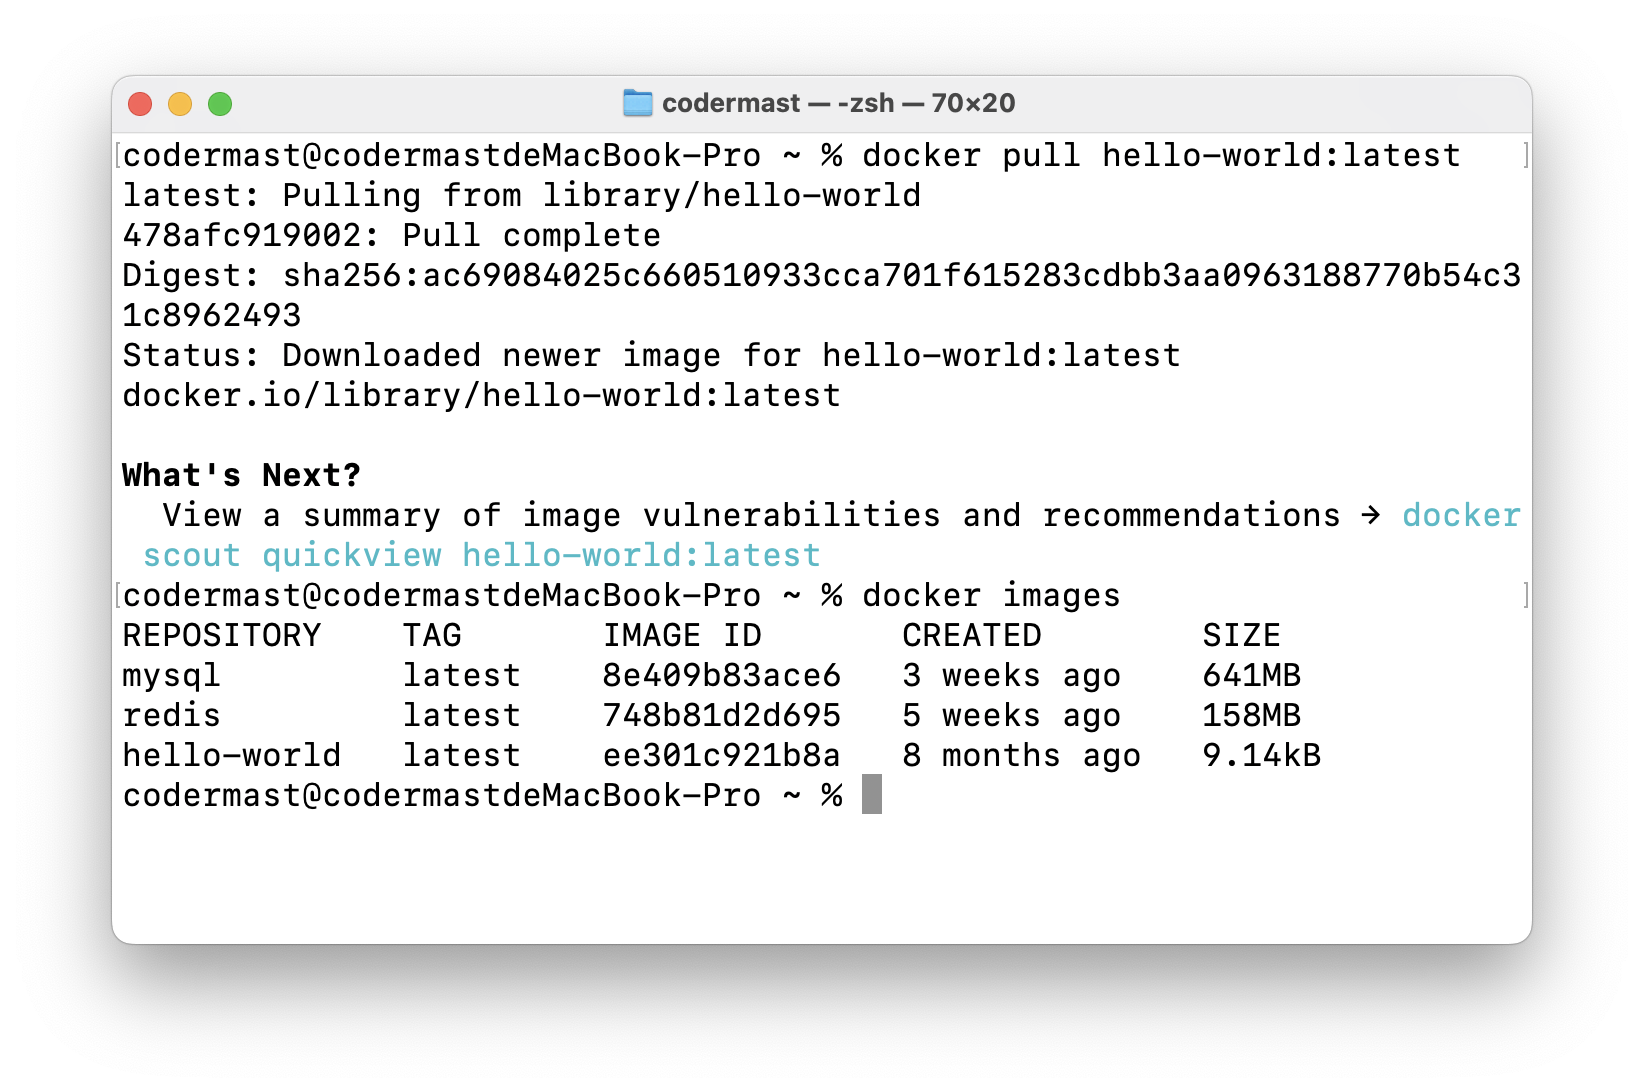 codermast — -zsh — 70×20
codermast@codermastdeMacBook-Pro ~ % docker pull hello-world:latest
latest: Pulling from library/hello-world
478afc919002: Pull complete
Digest: sha256:ac69084025c660510933cca701f615283cdbb3aa0963188770b54c3
1c8962493
Status: Downloaded newer image for hello-world:latest
docker.io/library/hello-world:latest
What's Next?
View a summary of image vulnerabilities and recommendations → docker
scout quickview hello-world:latest
codermast@codermastdeMacBook-Pro ~ % docker images
REPOSITORY TAG IMAGE ID CREATED SIZE
mysql latest 8e409b83ace6 3 weeks ago 641MB
redis latest 748b81d2d695 5 weeks ago 158MB
hello-world latest ee301c921b8a 8 months ago 9.14kB
codermast@codermastdeMacBook-Pro ~ %